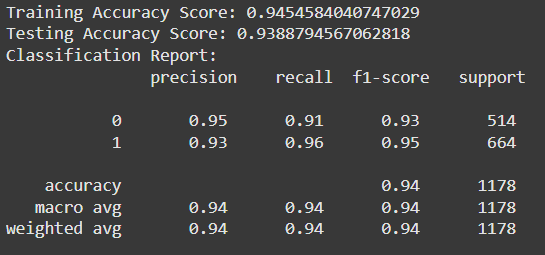 Training Accuracy Score: 0.9454584040747029
Testing Accuracy Score: 0.9388794567062818
Classification Report:
precision recall f1-score support
0 0.95 0.91 0.93 514
1 0.93 0.96 0.95 664
accuracy 0.94 1178
macro avg 0.94 0.94 0.94 1178
weighted avg 0.94 0.94 0.94 1178